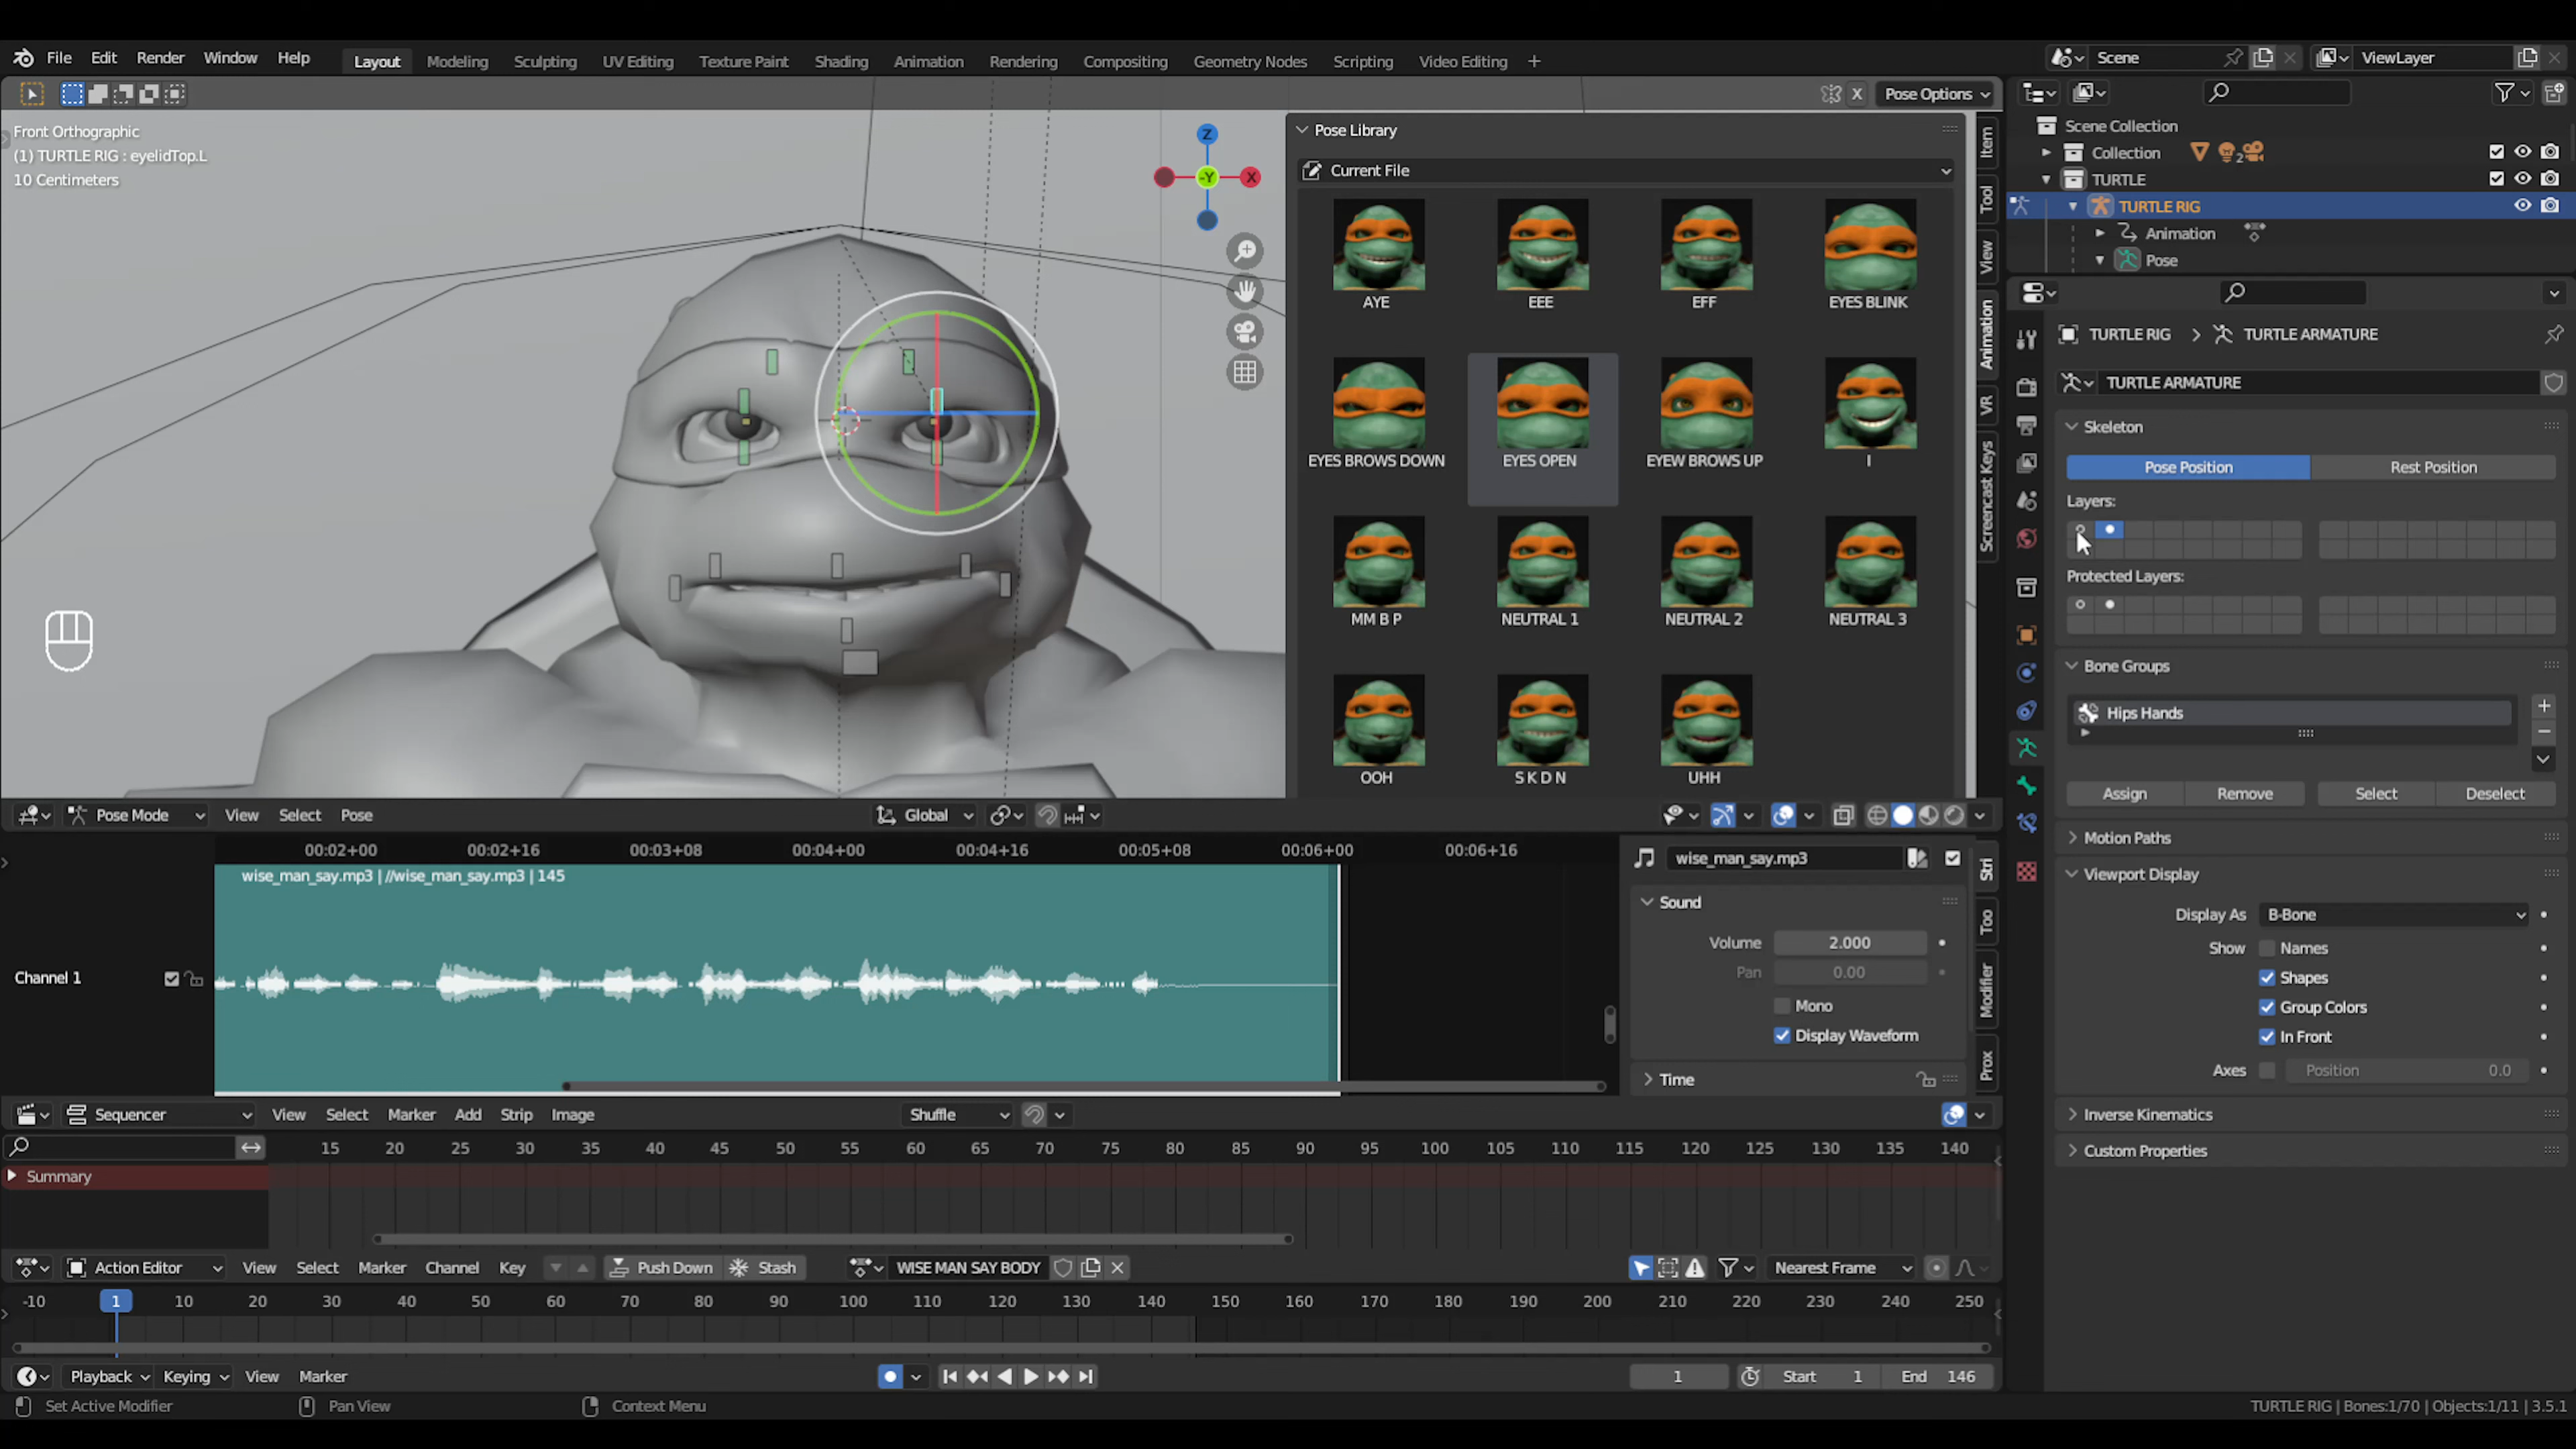 File Edit Render Window Help Layout Modeling Sculpting UV Editing Texture Paint Shading Animation Rendering Compositing Geometry Nodes Scripting Video Editing + Scene ViewLayer
X Pose Options
Front Orthographic
(1) TURTLE RIG : eyelidTop.L
10 Centimeters
Z
-Y X
Pose Library
Current File
AYE EEE EFF EYES BLINK
EYES BROWS DOWN EYES OPEN EYEW BROWS UP I
MM B P NEUTRAL 1 NEUTRAL 2 NEUTRAL 3
OOH S K D N UHH
Item
Tool
View
Animation
VR
Screencast Keys
Scene Collection
Collection 2
TURTLE
TURTLE RIG
Animation
Pose
TURTLE RIG > TURTLE ARMATURE
TURTLE ARMATURE
Skeleton
Pose Position Rest Position
Layers:
Protected Layers:
Bone Groups
Hips Hands
Assign Remove Select Deselect
Motion Paths
Viewport Display
Display As B-Bone
Show Names
Shapes
Group Colors
In Front
Axes Position 0.0
Inverse Kinematics
Custom Properties
Pose Mode View Select Pose Global
00:02+00 00:02+16 00:03+08 00:04+00 00:04+16 00:05+08 00:06+00 00:06+16
wise_man_say.mp3 | //wise_man_say.mp3 | 145
Channel 1
wise_man_say.mp3
Sound
Volume 2.000
Pan 0.00
Mono
Display Waveform
Time
Stri
Too
Modifier
Prox
Sequencer View Select Marker Add Strip Image Shuffle
15 20 25 30 35 40 45 50 55 60 65 70 75 80 85 90 95 100 105 110 115 120 125 130 135 140
Summary
Action Editor View Select Marker Channel Key Push Down Stash WISE MAN SAY BODY Nearest Frame
-10 1 10 20 30 40 50 60 70 80 90 100 110 120 130 140 150 160 170 180 190 200 210 220 230 240 250
Playback Keying View Marker 1 Start 1 End 146
Set Active Modifier Pan View Context Menu TURTLE RIG | Bones:1/70 | Objects:1/11 | 3.5.1